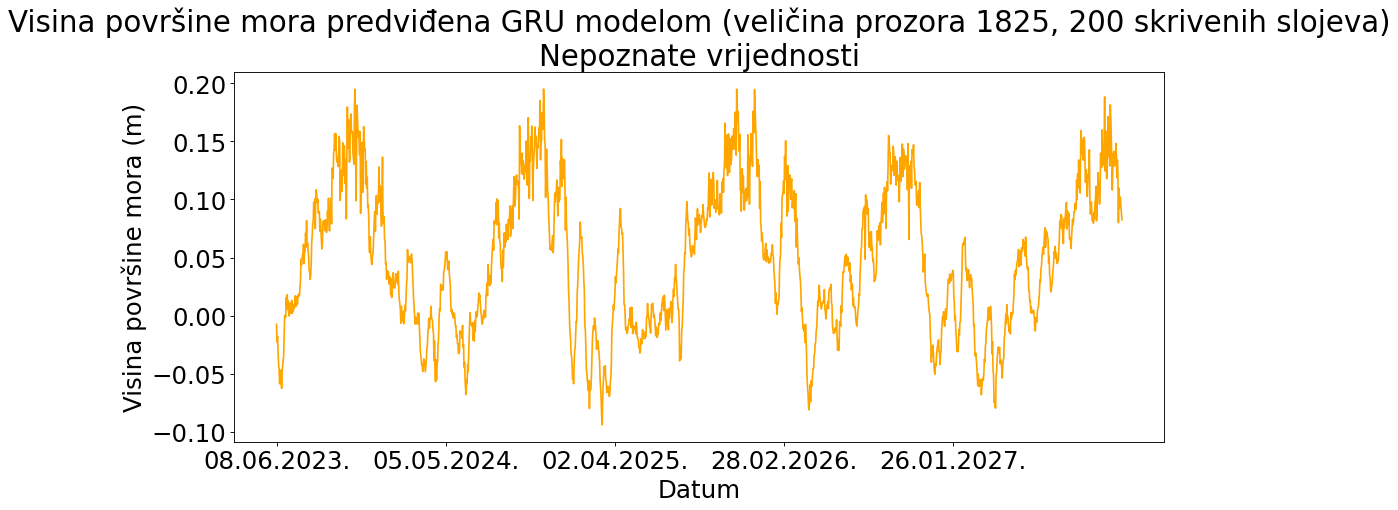 Visina površine mora predviđena GRU modelom (veličina prozora 1825, 200 skrivenih slojeva)
Nepoznate vrijednosti
Visina površine mora (m)
0.20
0.15
0.10
0.05
0.00
−0.05
−0.10
08.06.2023. 05.05.2024. 02.04.2025. 28.02.2026. 26.01.2027.
Datum